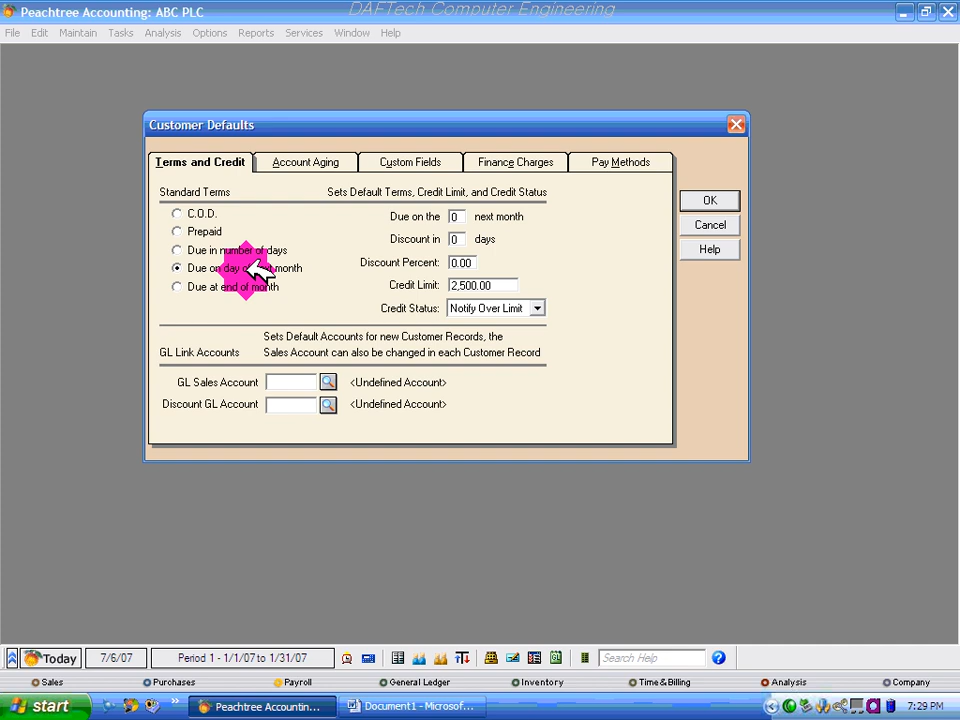 Peachtree Accounting: ABC PLC
DAFTech Computer Engineering
File Edit Maintain Tasks Analysis Options Reports Services Window Help
Customer Defaults
Terms and Credit Account Aging Custom Fields Finance Charges Pay Methods
Standard Terms Sets Default Terms, Credit Limit, and Credit Status
C.O.D. Due on the 0 next month
Prepaid Discount in 0 days
Due in number of days Discount Percent: 0.00
Due on day of month Credit Limit: 2,500.00
Due at end of month Credit Status: Notify Over Limit
OK
Cancel
Help
Sets Default Accounts for new Customer Records, the
GL Link Accounts Sales Account can also be changed in each Customer Record
GL Sales Account <Undefined Account>
Discount GL Account <Undefined Account>
Today 7/6/07 Period 1 - 1/1/07 to 1/31/07 Search Help
Sales Purchases Payroll General Ledger Inventory Time & Billing Analysis Company
start Peachtree Accountin... Document1 - Microsof... 7:29 PM